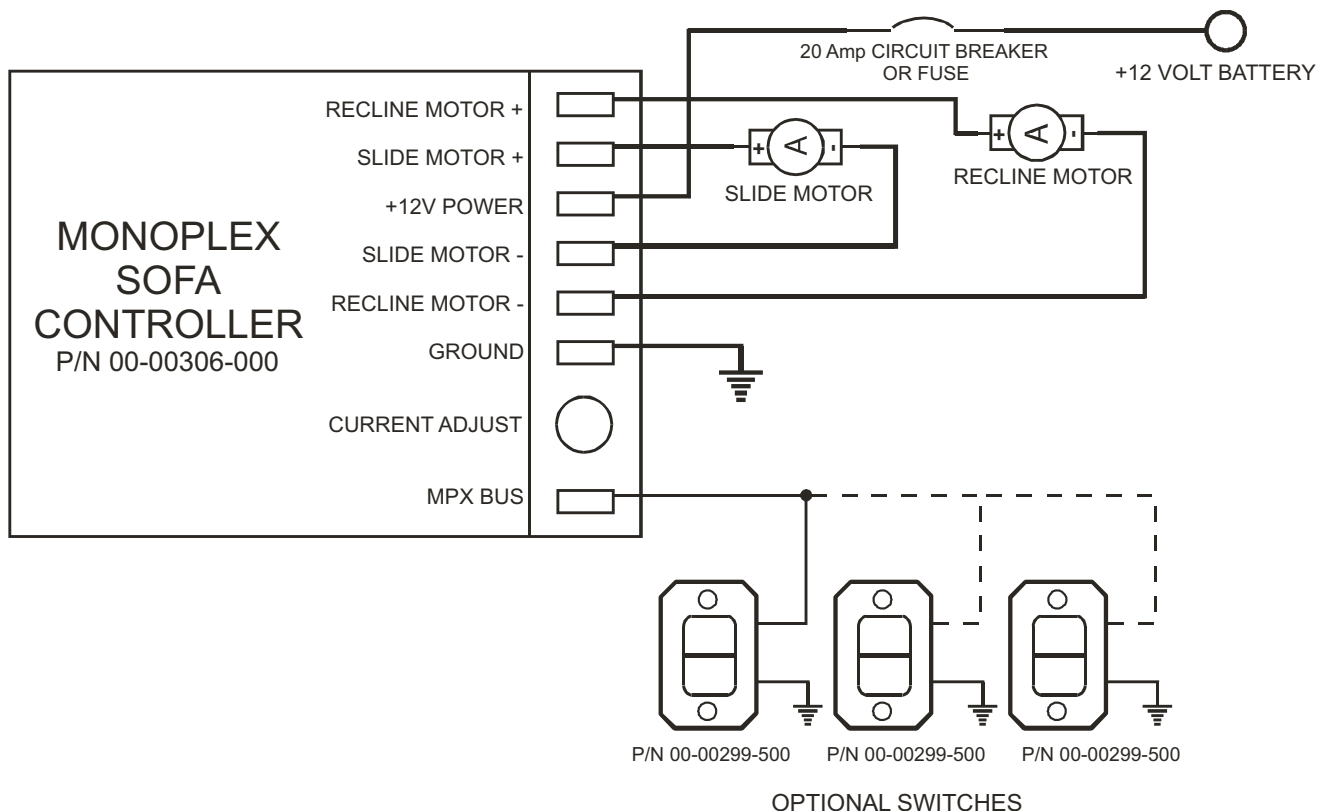 20 Amp CIRCUIT BREAKER
OR FUSE
+12 VOLT BATTERY
MONOPLEX
SOFA
CONTROLLER
P/N 00-00306-000
RECLINE MOTOR +
SLIDE MOTOR +
+12V POWER
SLIDE MOTOR -
RECLINE MOTOR -
GROUND
CURRENT ADJUST
MPX BUS
+ A -
SLIDE MOTOR
+ A -
RECLINE MOTOR
P/N 00-00299-500
P/N 00-00299-500
P/N 00-00299-500
OPTIONAL SWITCHES